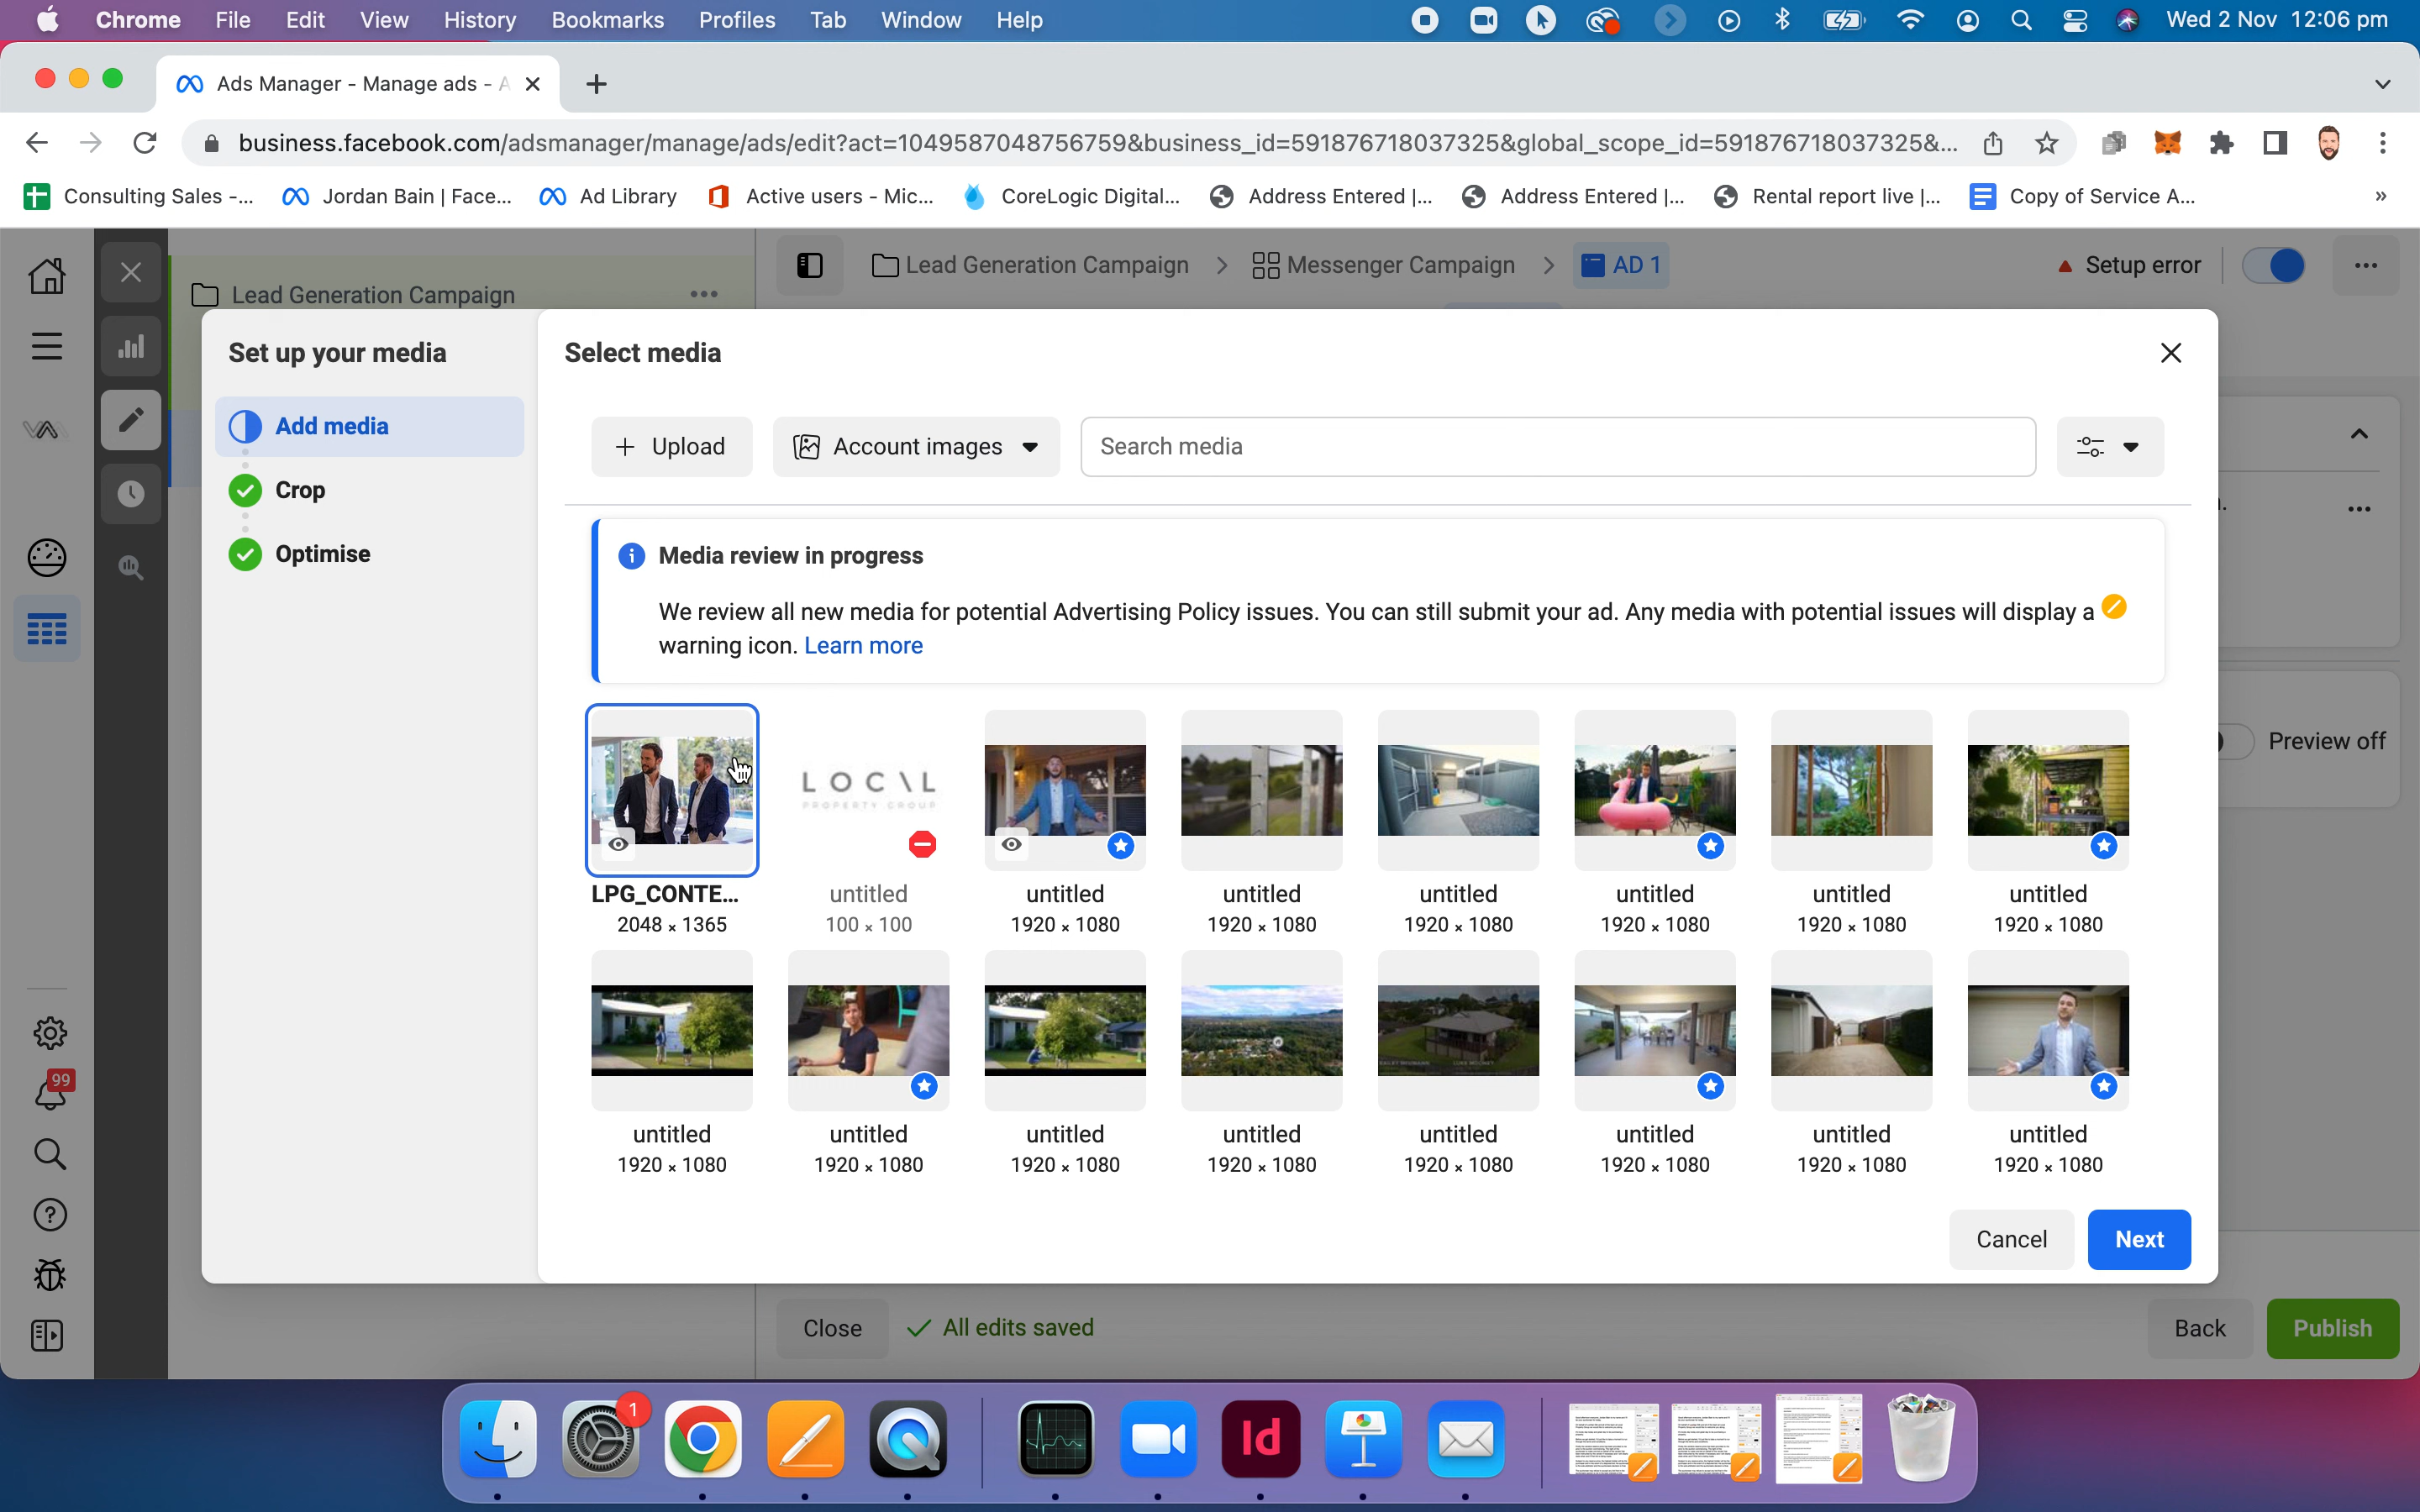 Chrome File Edit View History Bookmarks Profiles Tab Window Help Wed 2 Nov 12:06 pm
Ads Manager - Manage ads - A
business.facebook.com/adsmanager/manage/ads/edit?act=1049587048756759&business_id=591876718037325&global_scope_id=591876718037325&...
Consulting Sales -... Jordan Bain | Face... Ad Library Active users - Mic... CoreLogic Digital... Address Entered |... Address Entered |... Rental report live |... Copy of Service A... »
Lead Generation Campaign
Lead Generation Campaign > Messenger Campaign > AD 1
Setup error
Set up your media
Add media
Crop
Optimise
Select media
+ Upload
Account images
Search media
Media review in progress
We review all new media for potential Advertising Policy issues. You can still submit your ad. Any media with potential issues will display a
warning icon. Learn more
Preview off
LOC\L
PROPERTY GROUP
LPG_CONTE... untitled untitled untitled untitled untitled untitled untitled
2048 × 1365 100 × 100 1920 × 1080 1920 × 1080 1920 × 1080 1920 × 1080 1920 × 1080 1920 × 1080
untitled untitled untitled untitled untitled untitled untitled untitled
1920 × 1080 1920 × 1080 1920 × 1080 1920 × 1080 1920 × 1080 1920 × 1080 1920 × 1080 1920 × 1080
99
Cancel Next
Close All edits saved Back Publish
1
Id